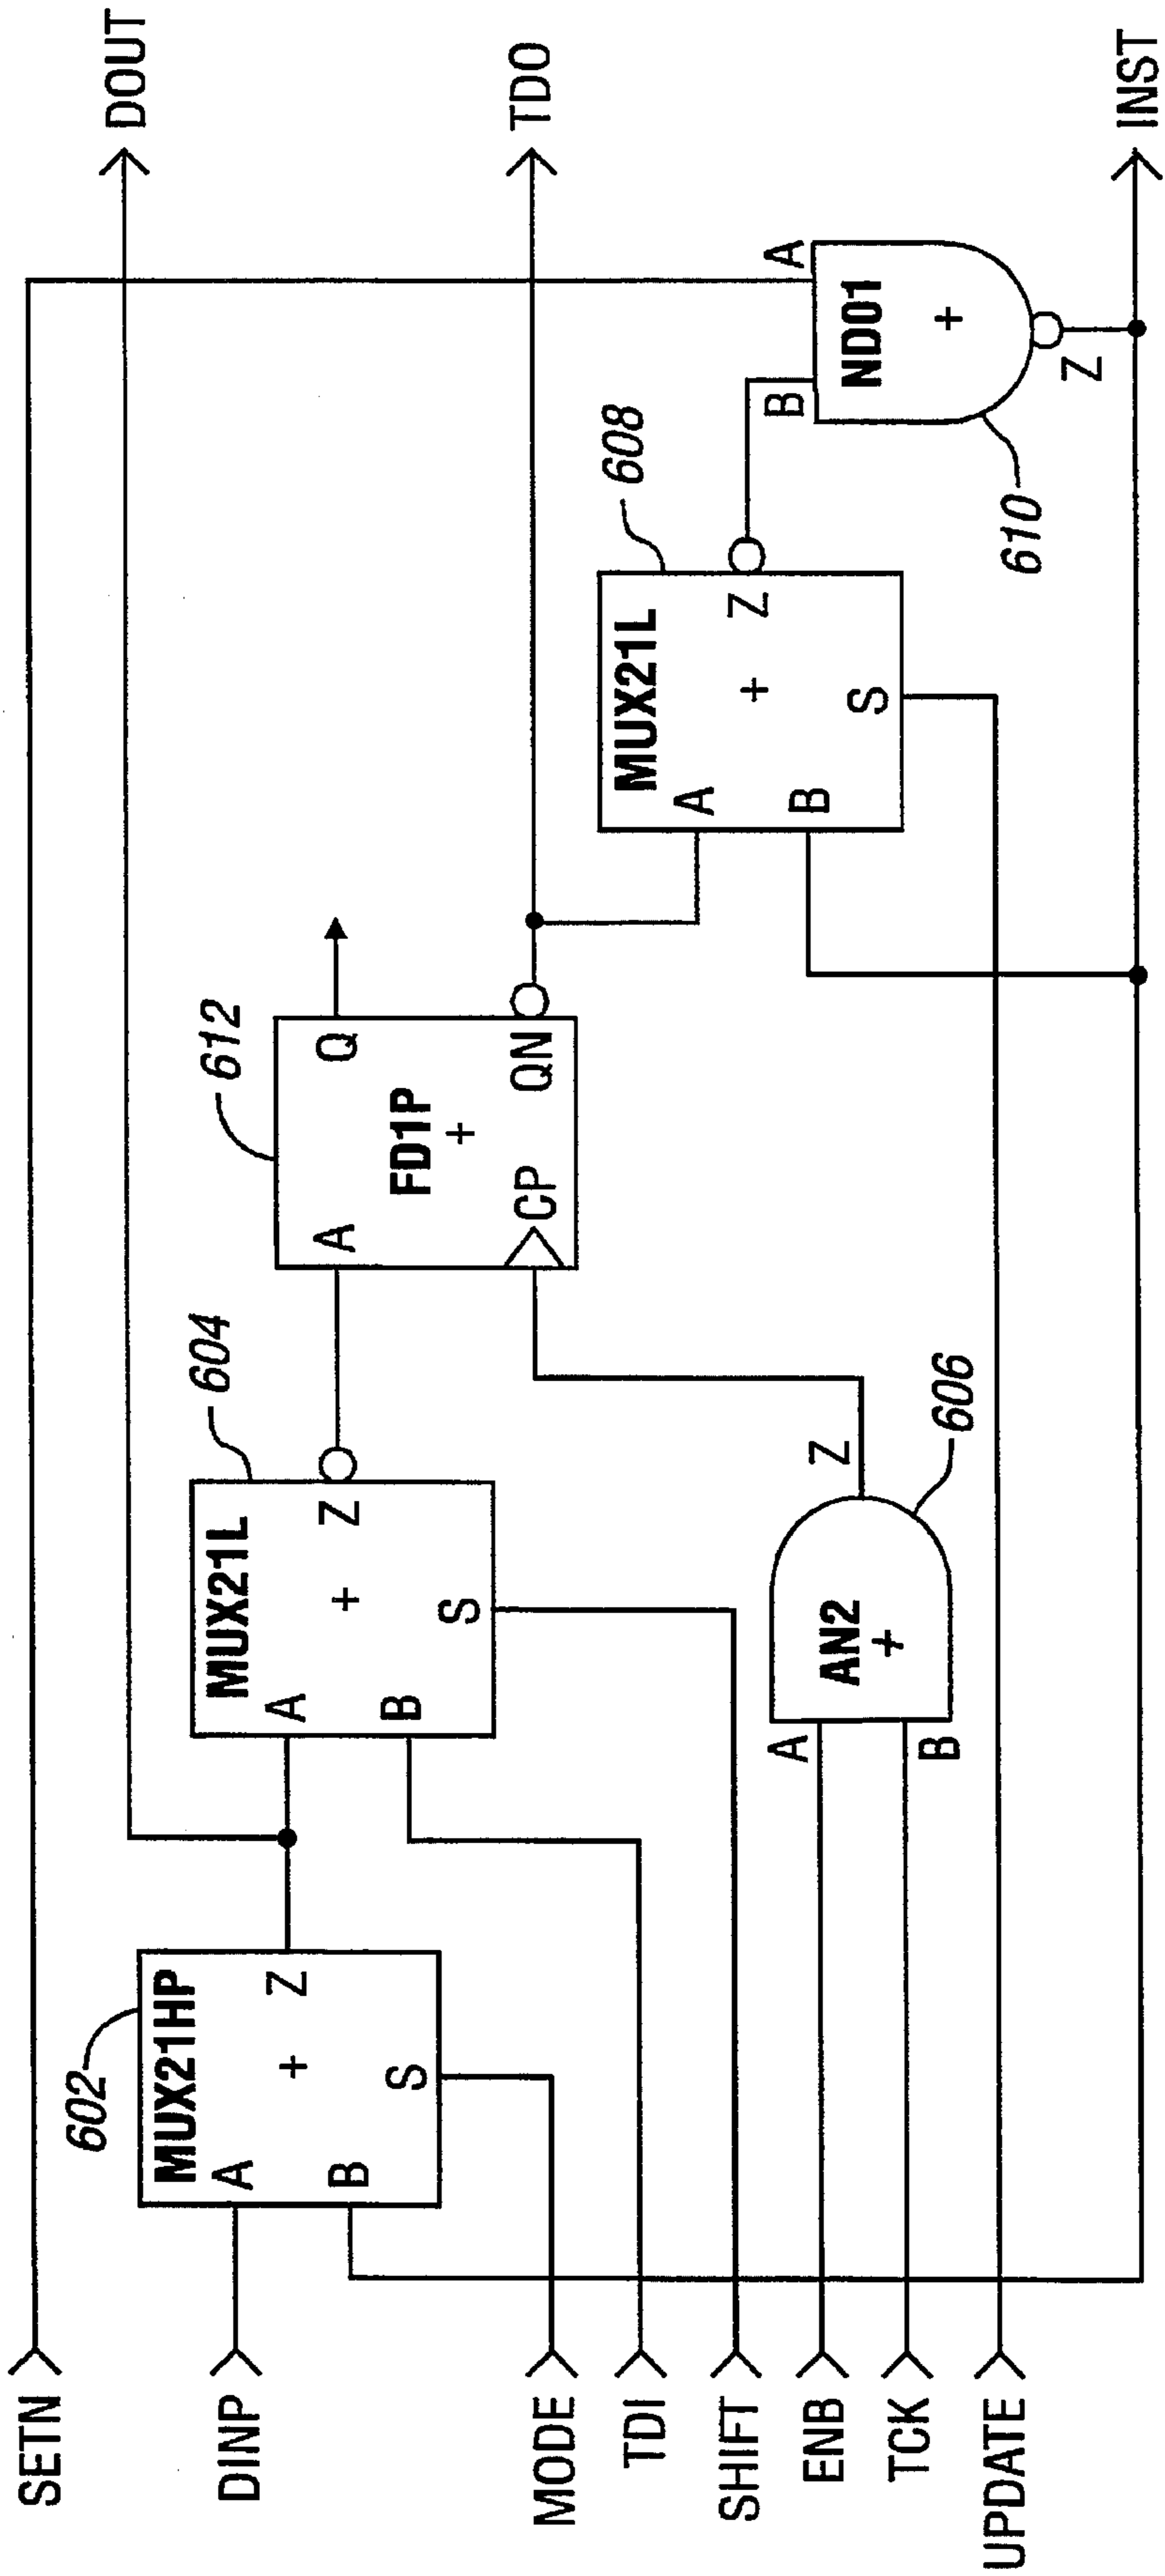 SETN
DINP
MODE
TDI
SHIFT
ENB
TCK
UPDATE
602
MUX21HP
A
B
S
Z
+
604
MUX21L
A
B
S
Z
+
AN2
A
B
Z
+
606
612
FD1P
A
CP
Q
QN
+
608
MUX21L
A
B
S
Z
+
ND01
A
B
Z
+
610
DOUT
TDO
INST